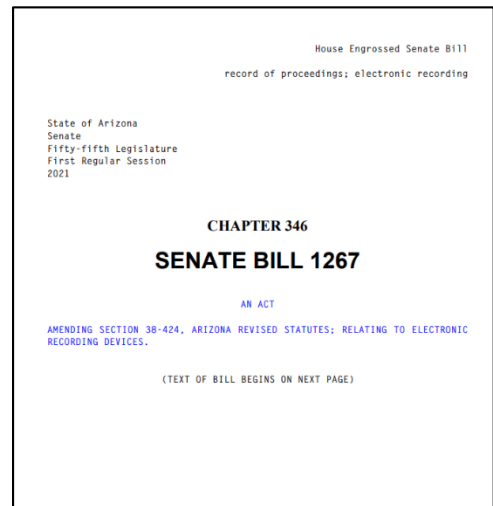 House Engrossed Senate Bill
record of proceedings; electronic recording
State of Arizona
Senate
Fifty-fifth Legislature
First Regular Session
2021
CHAPTER 346
SENATE BILL 1267
AN ACT
AMENDING SECTION 38-424, ARIZONA REVISED STATUTES; RELATING TO ELECTRONIC
RECORDING DEVICES.
(TEXT OF BILL BEGINS ON NEXT PAGE)